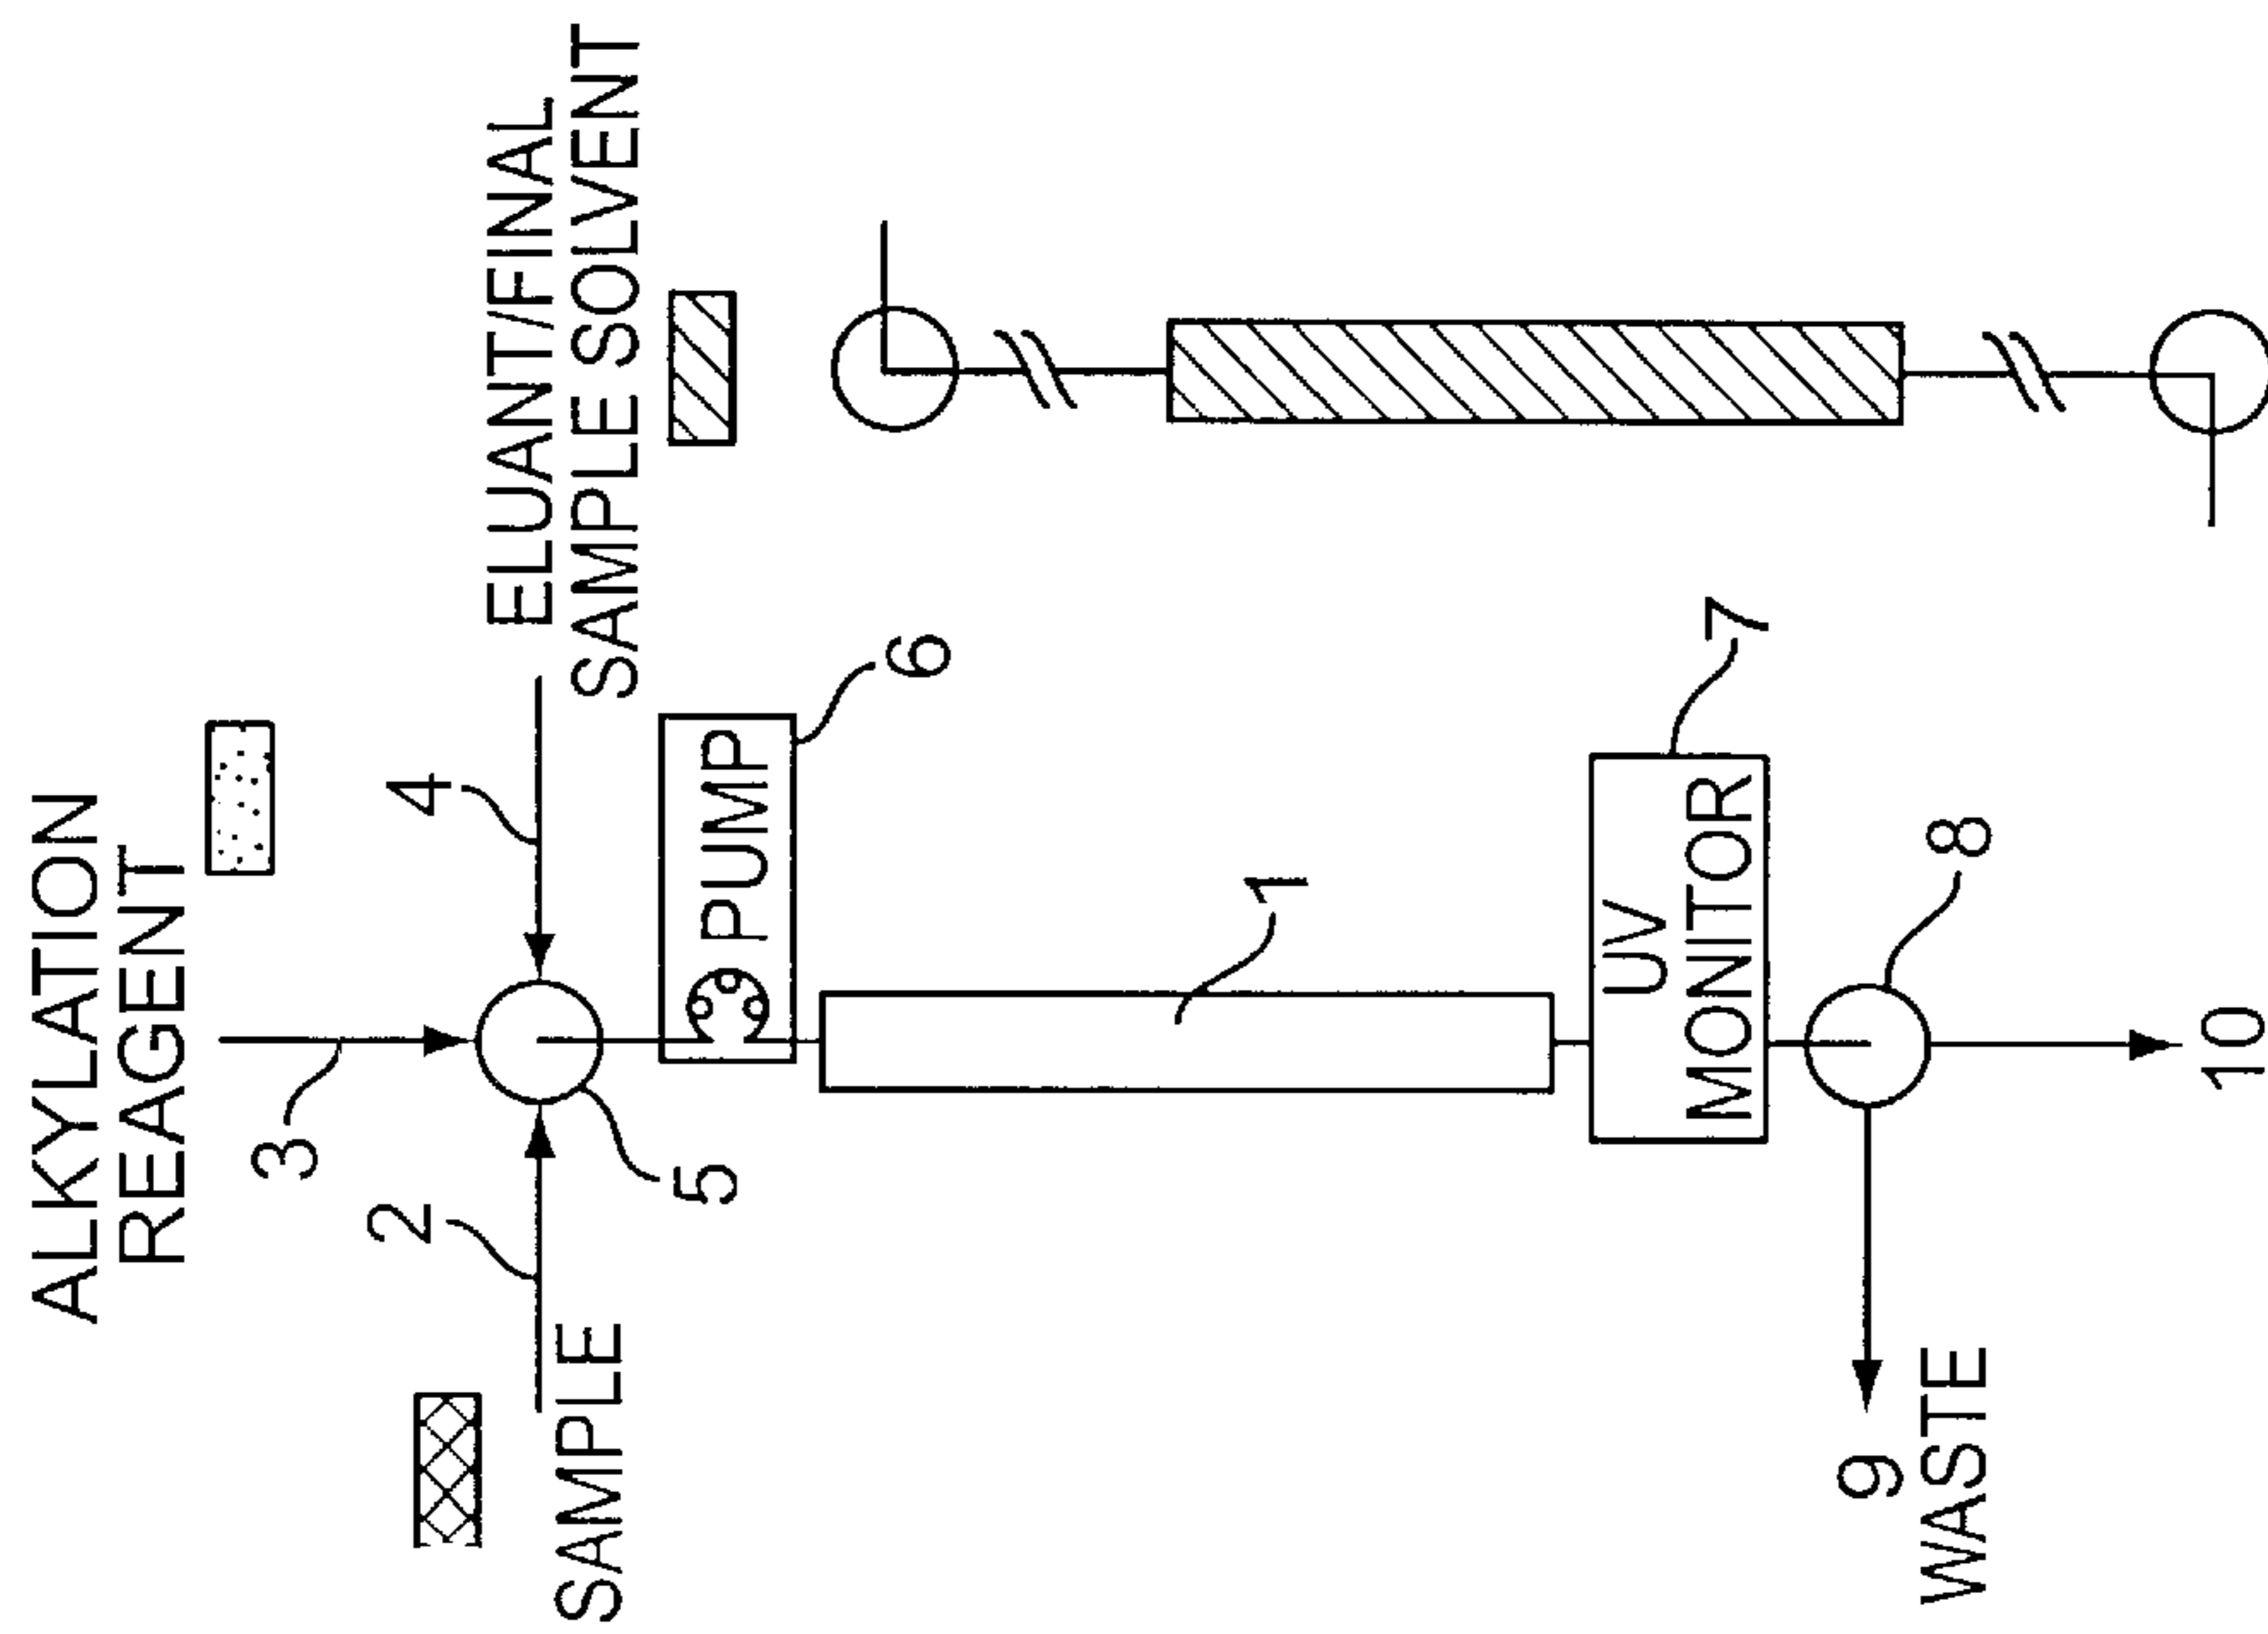 ALKYLATION
REAGENT
3
2
SAMPLE
4
ELUANT/FINAL
SAMPLE SOLVENT
5
PUMP
6
1
UV
MONITOR
7
8
9
WASTE
10